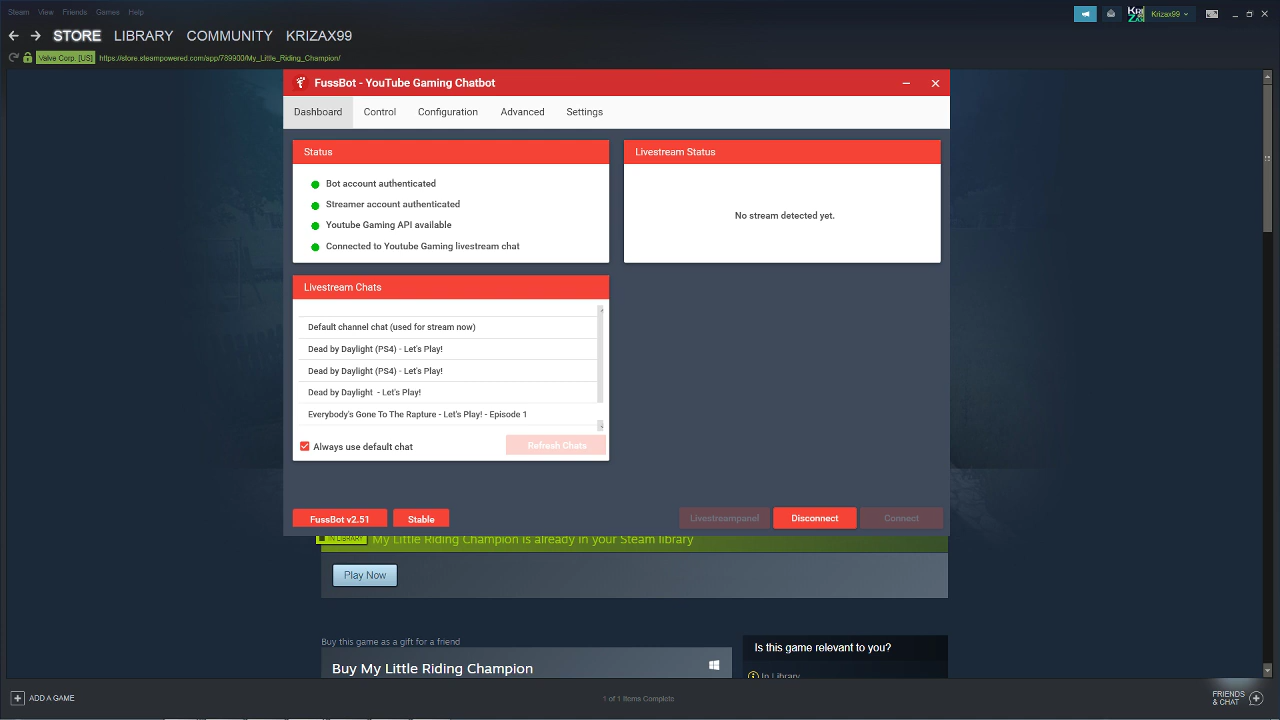 Steam View Friends Games Help
Krizax99
STORE LIBRARY COMMUNITY KRIZAX99
Valve Corp. [US] https://store.steampowered.com/app/789900/My_Little_Riding_Champion/
FussBot - YouTube Gaming Chatbot
Dashboard Control Configuration Advanced Settings
Status
Bot account authenticated
Streamer account authenticated
Youtube Gaming API available
Connected to Youtube Gaming livestream chat
Livestream Status
No stream detected yet.
Livestream Chats
Default channel chat (used for stream now)
Dead by Daylight (PS4) - Let's Play!
Dead by Daylight (PS4) - Let's Play!
Dead by Daylight - Let's Play!
Everybody's Gone To The Rapture - Let's Play! - Episode 1
Always use default chat
Refresh Chats
FussBot v2.51 Stable
Livestreampanel Disconnect Connect
IN LIBRARY My Little Riding Champion is already in your Steam library
Play Now
Buy this game as a gift for a friend
Buy My Little Riding Champion
Is this game relevant to you?
In Library
ADD A GAME
1 of 1 Items Complete
FRIENDS
& CHAT